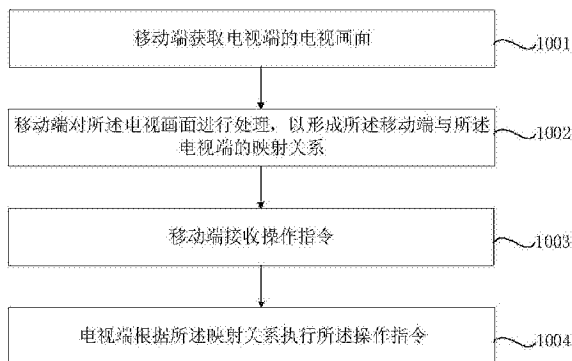 移动端获取电视端的电视画面
1001
移动端对所述电视画面进行处理，以形成所述移动端与所述
电视端的映射关系
1002
移动端接收操作指令
1003
电视端根据所述映射关系执行所述操作指令
1004